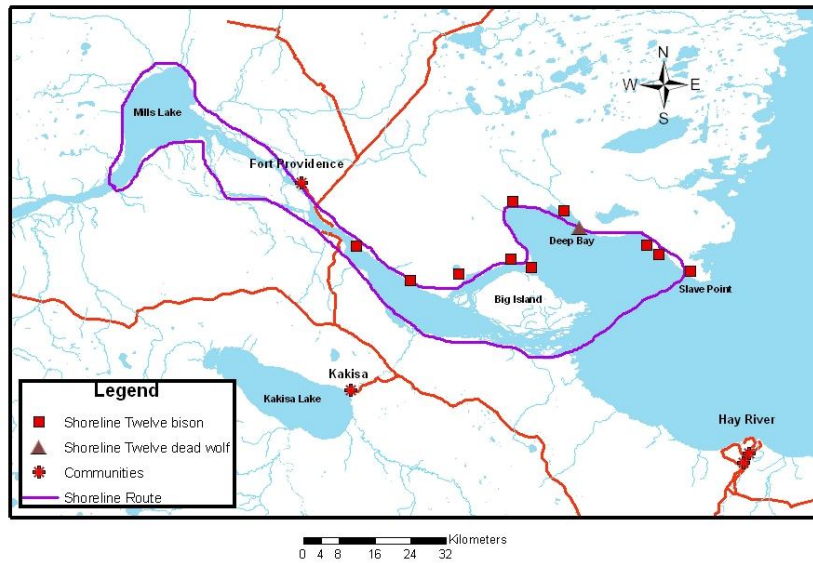 N
W E
S
Mills Lake
Fort Providence
Deep Bay
Slave Point
Big Island
Kakisa
Kakisa Lake
Hay River
Legend
Shoreline Twelve bison
Shoreline Twelve dead wolf
Communities
Shoreline Route
Kilometers
0 4 8 16 24 32